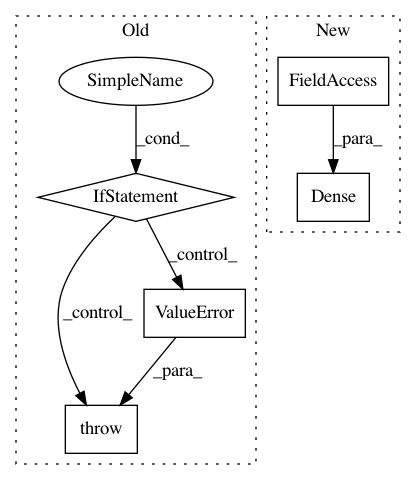 Old
New
SimpleName
FieldAccess
_cond_
_para_
IfStatement
Dense
_control_
_control_
ValueError
_para_
throw